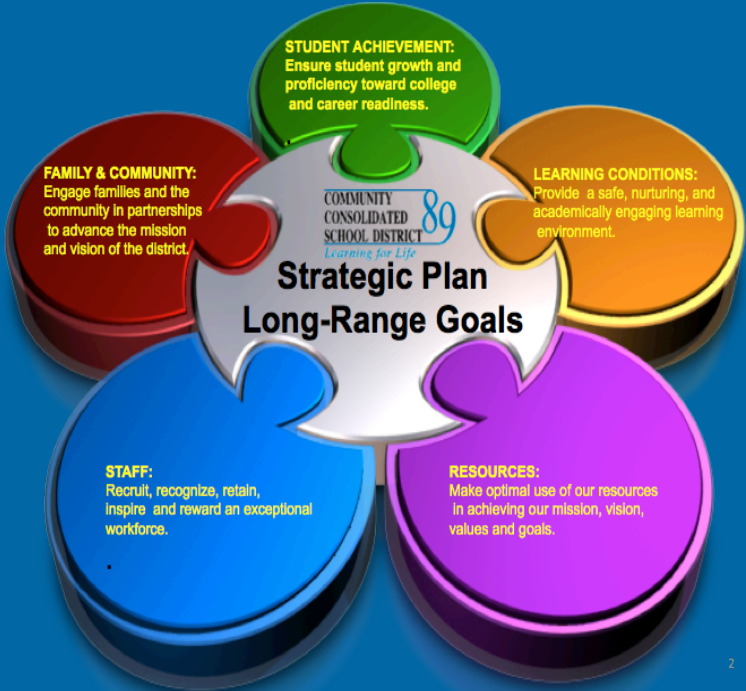 STUDENT ACHIEVEMENT:
Ensure student growth and
proficiency toward college
and career readiness.
FAMILY & COMMUNITY:
Engage families and the
community in partnerships
to advance the mission
and vision of the district.
LEARNING CONDITIONS:
Provide a safe, nurturing, and
academically engaging learning
environment.
COMMUNITY
CONSOLIDATED
SCHOOL DISTRICT 89
Learning for Life
Strategic Plan
Long-Range Goals
STAFF:
Recruit, recognize, retain,
inspire and reward an exceptional
workforce.
.
RESOURCES:
Make optimal use of our resources
in achieving our mission, vision,
values and goals.
2